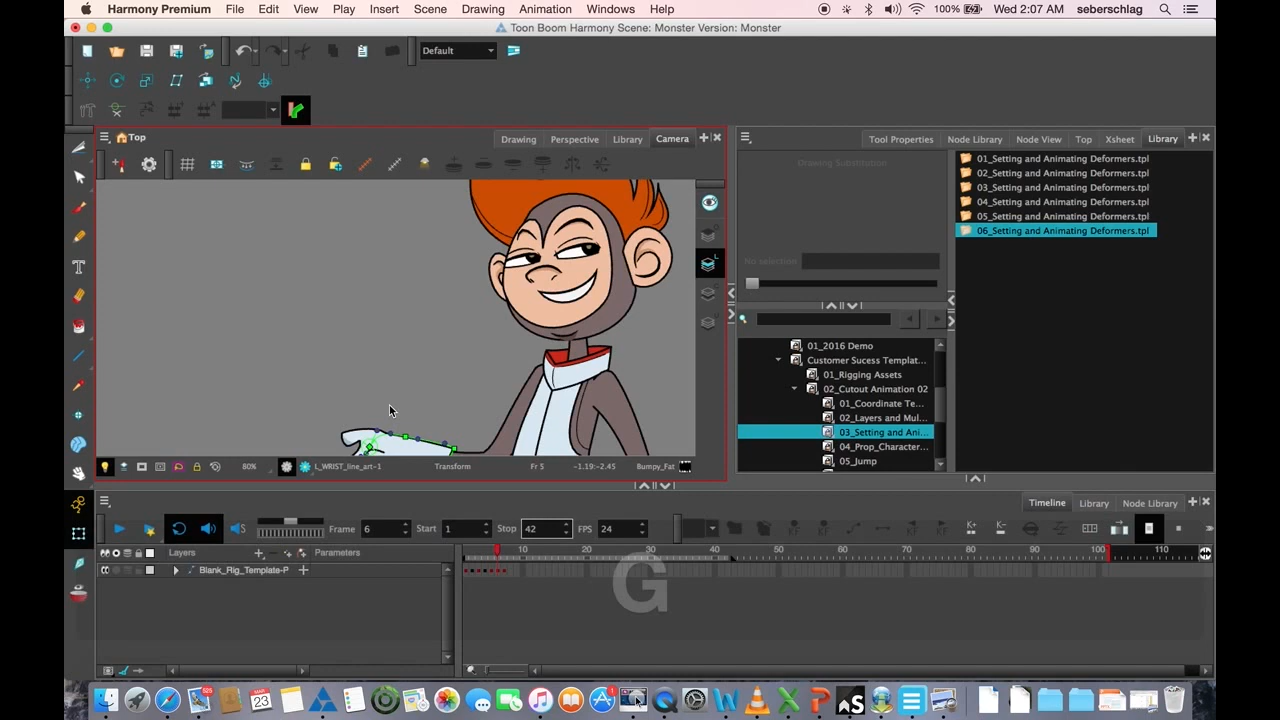 Harmony Premium File Edit View Play Insert Scene Drawing Animation Windows Help 100% Wed 2:07 AM seberschlag
Toon Boom Harmony Scene: Monster Version: Monster
Default
Top Drawing Perspective Library Camera
Tool Properties Node Library Node View Top Xsheet Library
Drawing Substitution
No selection
01_Setting and Animating Deformers.tpl
02_Setting and Animating Deformers.tpl
03_Setting and Animating Deformers.tpl
04_Setting and Animating Deformers.tpl
05_Setting and Animating Deformers.tpl
06_Setting and Animating Deformers.tpl
01_2016 Demo
Customer Sucess Templat...
01_Rigging Assets
02_Cutout Animation 02
01_Coordinate Te...
02_Layers and Mul...
03_Setting and Ani...
04_Prop_Character...
05_Jump
80% L_WRIST_line_art-1 Transform Fr 5 -1.19:-2.45 Bumpy_Fat
Timeline Library Node Library
Frame 6 Start 1 Stop 42 FPS 24 K+ K-
Layers Parameters 10 20 30 40 50 60 70 80 90 100 110
Blank_Rig_Template-P
G